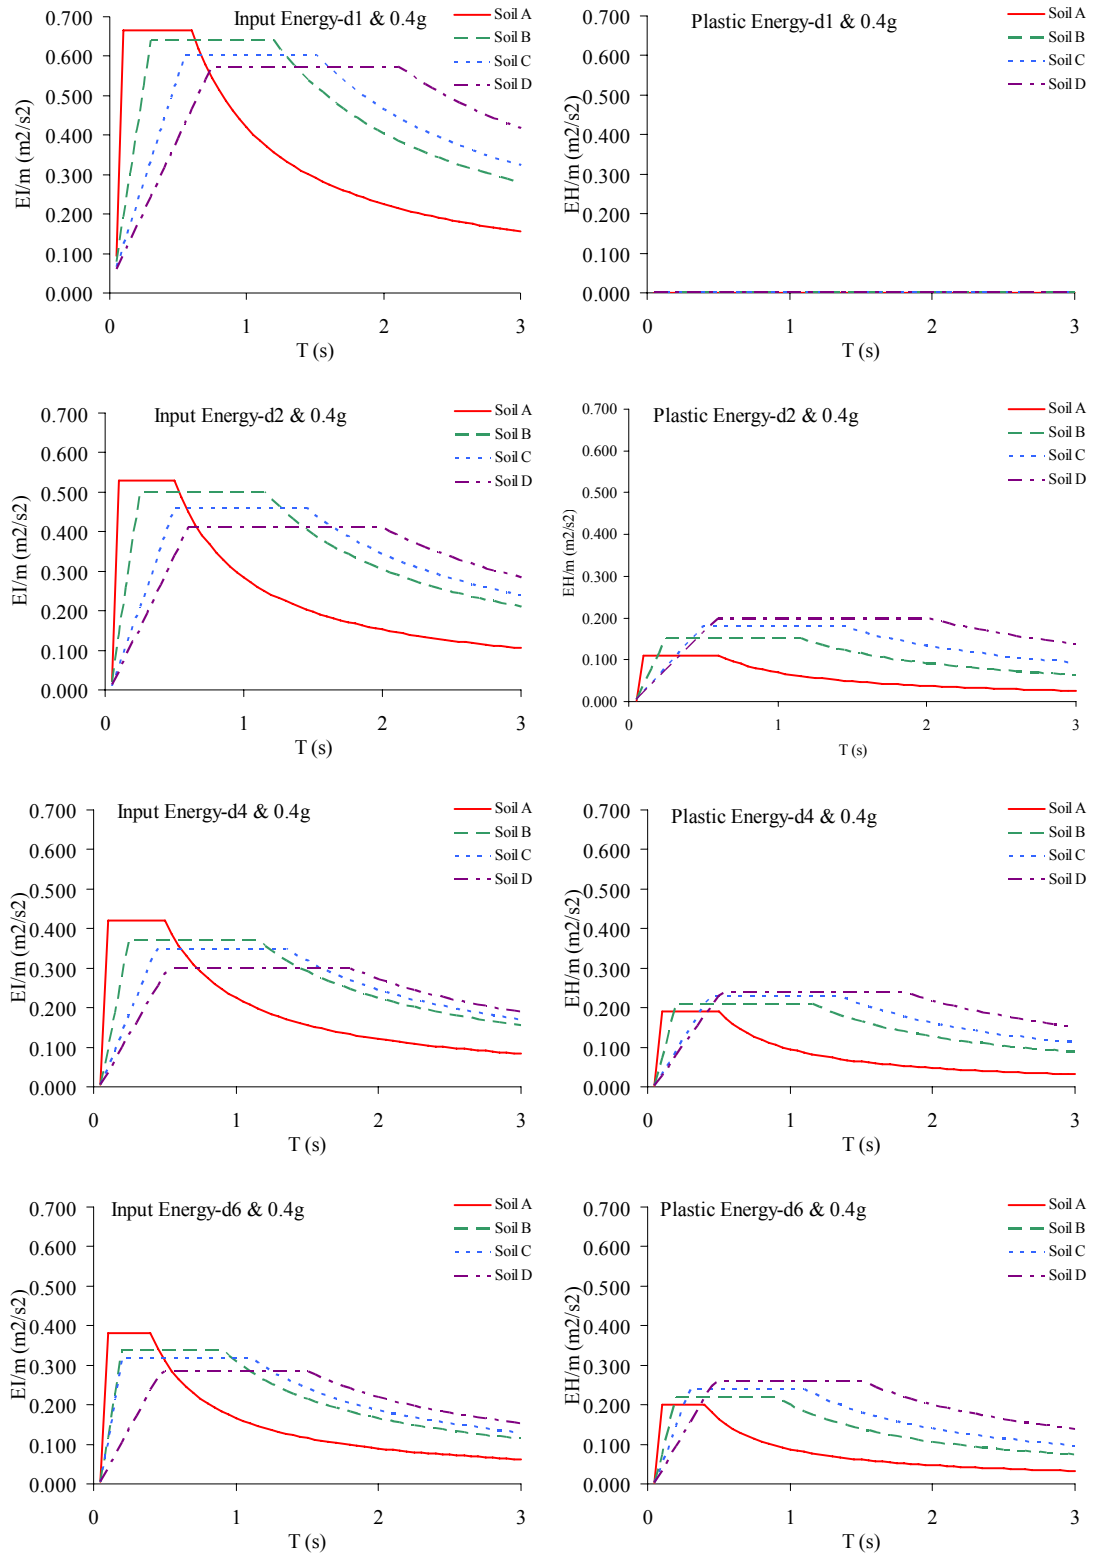 Input Energy-d1 & 0.4g
Soil A
Soil B
Soil C
Soil D
EI/m (m2/s2)
0.700
0.600
0.500
0.400
0.300
0.200
0.100
0.000
0 1 2 3
T (s)
Plastic Energy-d1 & 0.4g
Soil A
Soil B
Soil C
Soil D
EH/m (m2/s2)
0.700
0.600
0.500
0.400
0.300
0.200
0.100
0.000
0 1 2 3
T (s)
Input Energy-d2 & 0.4g
Soil A
Soil B
Soil C
Soil D
EI/m (m2/s2)
0.700
0.600
0.500
0.400
0.300
0.200
0.100
0.000
0 1 2 3
T (s)
Plastic Energy-d2 & 0.4g
Soil A
Soil B
Soil C
Soil D
EH/m (m2/s2)
0.700
0.600
0.500
0.400
0.300
0.200
0.100
0.000
0 1 2 3
T (s)
Input Energy-d4 & 0.4g
Soil A
Soil B
Soil C
Soil D
EI/m (m2/s2)
0.700
0.600
0.500
0.400
0.300
0.200
0.100
0.000
0 1 2 3
T (s)
Plastic Energy-d4 & 0.4g
Soil A
Soil B
Soil C
Soil D
EH/m (m2/s2)
0.700
0.600
0.500
0.400
0.300
0.200
0.100
0.000
0 1 2 3
T (s)
Input Energy-d6 & 0.4g
Soil A
Soil B
Soil C
Soil D
EI/m (m2/s2)
0.700
0.600
0.500
0.400
0.300
0.200
0.100
0.000
0 1 2 3
T (s)
Plastic Energy-d6 & 0.4g
Soil A
Soil B
Soil C
Soil D
EH/m (m2/s2)
0.700
0.600
0.500
0.400
0.300
0.200
0.100
0.000
0 1 2 3
T (s)